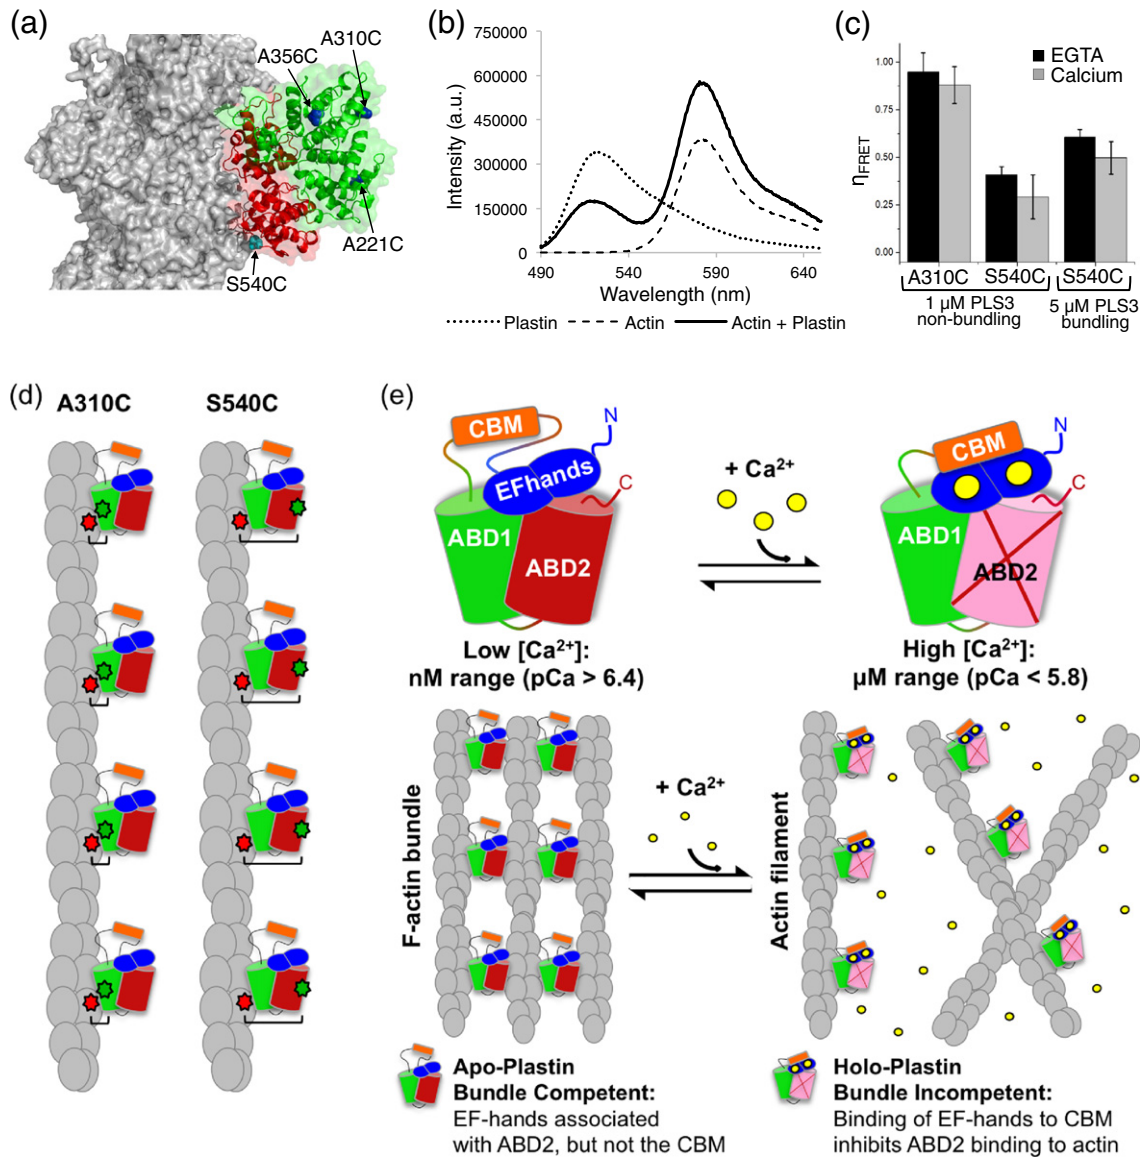 (a)
A356C
A310C
A221C
S540C
(b)
Intensity (a.u.)
750000
600000
450000
300000
150000
0
490
540
590
640
Wavelength (nm)
Plastin
Actin
Actin + Plastin
(c)
EGTA
Calcium
ηFRET
1.00
0.75
0.50
0.25
0.00
A310C
S540C
S540C
1 µM PLS3
non-bundling
5 µM PLS3
bundling
(d)
A310C
S540C
(e)
CBM
N
EFhands
C
ABD1
ABD2
+ Ca²⁺
CBM
N
C
ABD1
ABD2
Low [Ca²⁺]:
nM range (pCa > 6.4)
High [Ca²⁺]:
µM range (pCa < 5.8)
F-actin bundle
+ Ca²⁺
Actin filament
Apo-Plastin
Bundle Competent:
EF-hands associated
with ABD2, but not the CBM
Holo-Plastin
Bundle Incompetent:
Binding of EF-hands to CBM
inhibits ABD2 binding to actin